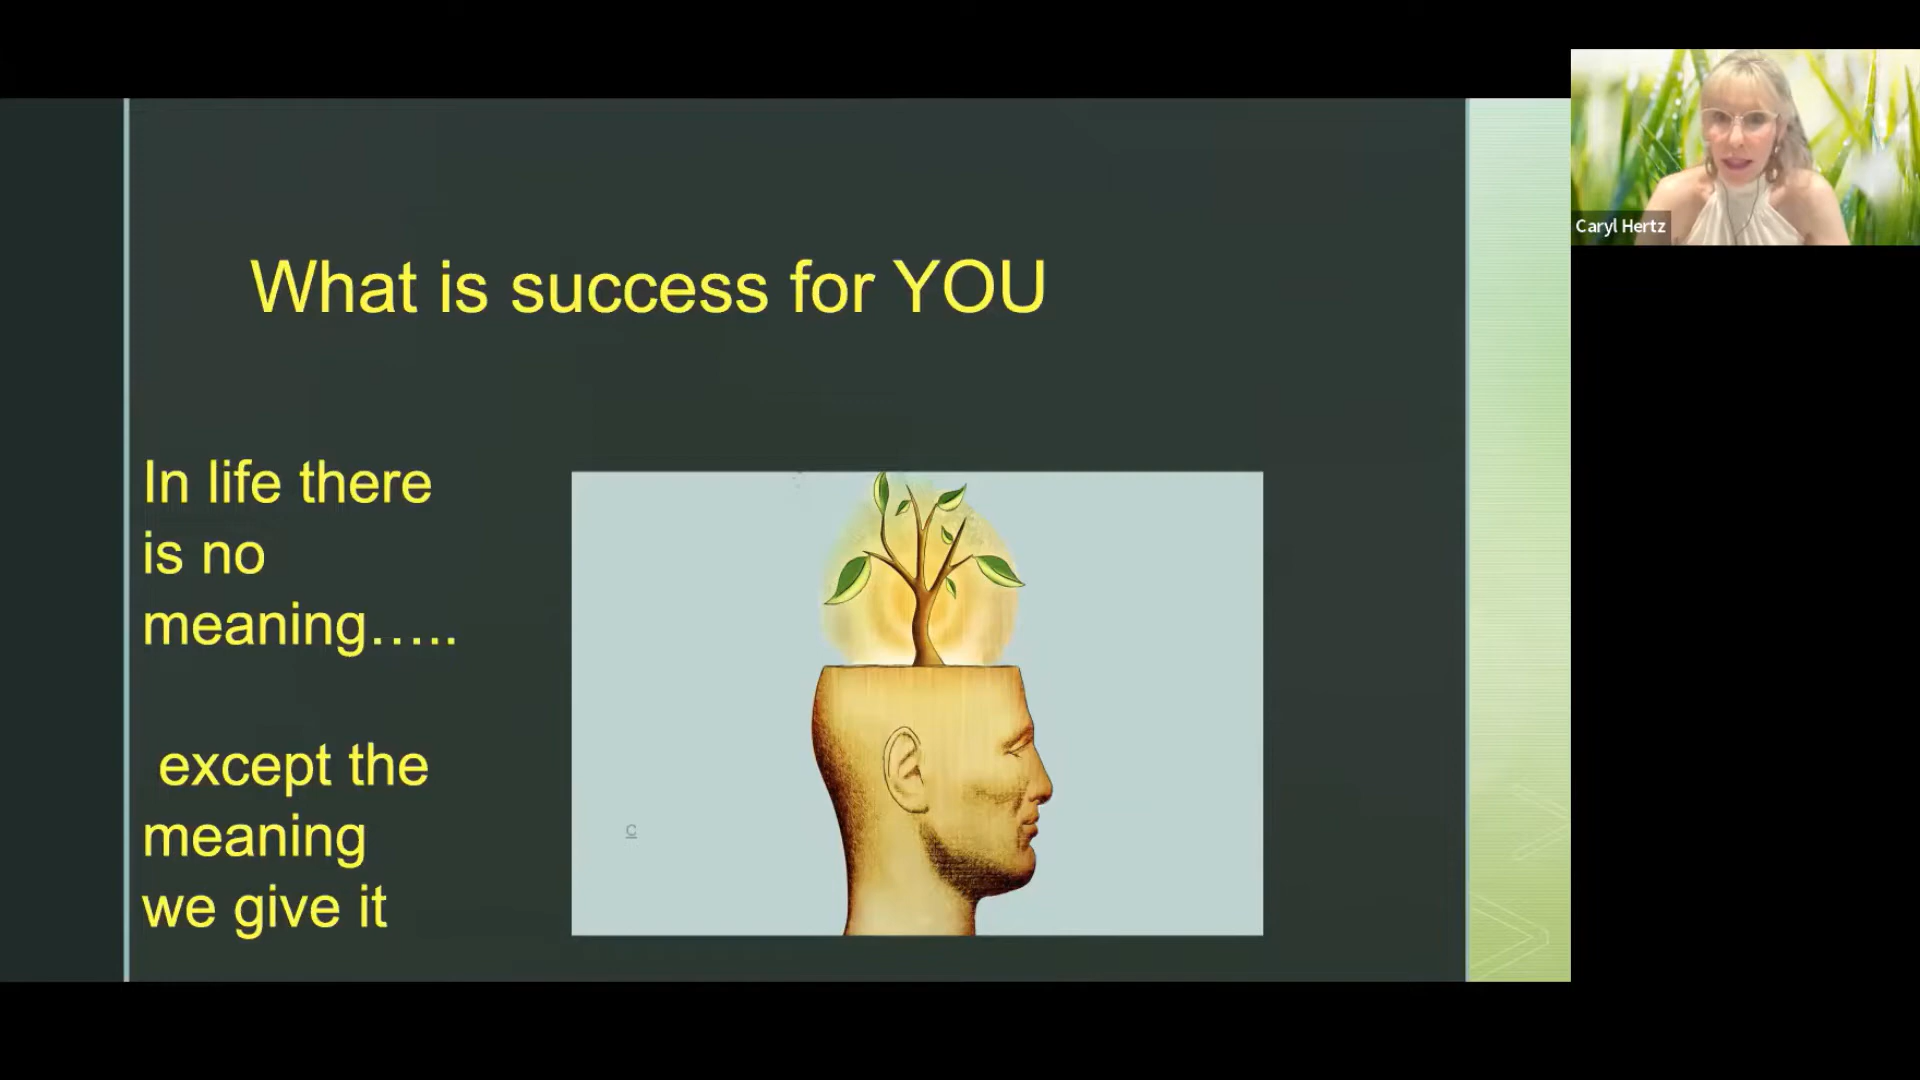 What is success for YOU
In life there
is no
meaning…..
except the
meaning
we give it
c
Caryl Hertz